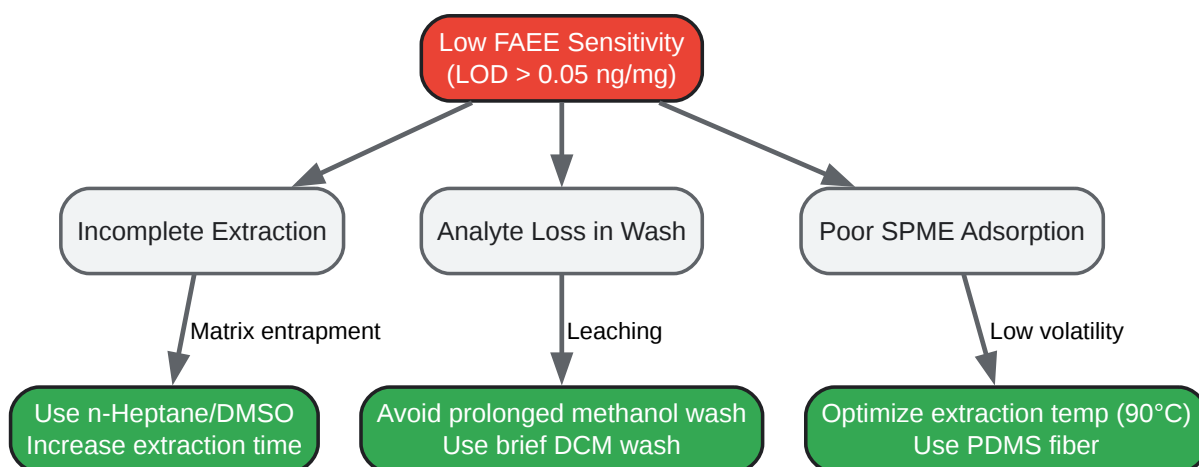 Low FAEE Sensitivity
(LOD > 0.05 ng/mg)
Incomplete Extraction
Analyte Loss in Wash
Poor SPME Adsorption
Matrix entrapment
Leaching
Low volatility
Use n-Heptane/DMSO
Increase extraction time
Avoid prolonged methanol wash
Use brief DCM wash
Optimize extraction temp (90°C)
Use PDMS fiber